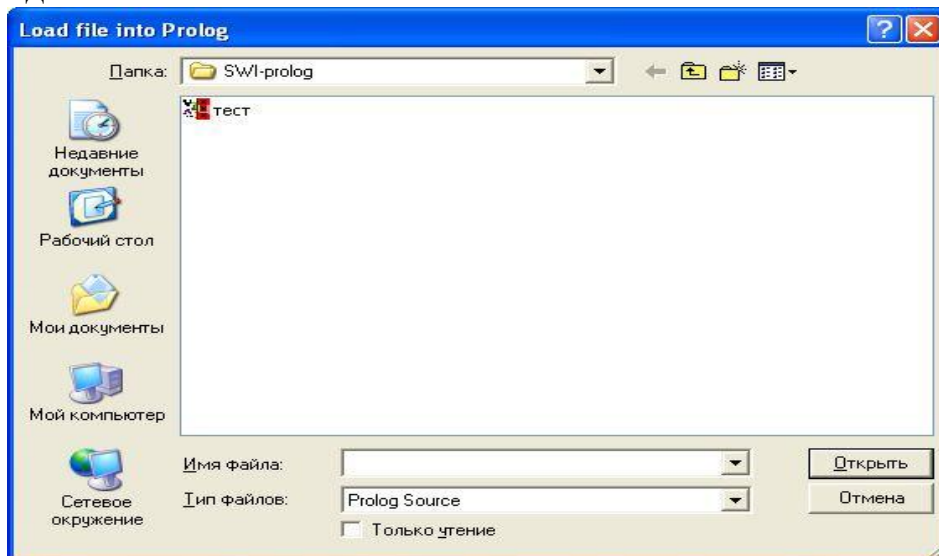 Load file into Prolog
Папка:
SWI-prolog
тест
Недавние
документы
Рабочий стол
Мои документы
Мой компьютер
Сетевое
окружение
Имя файла:
Открыть
Тип файлов:
Prolog Source
Отмена
Только чтение